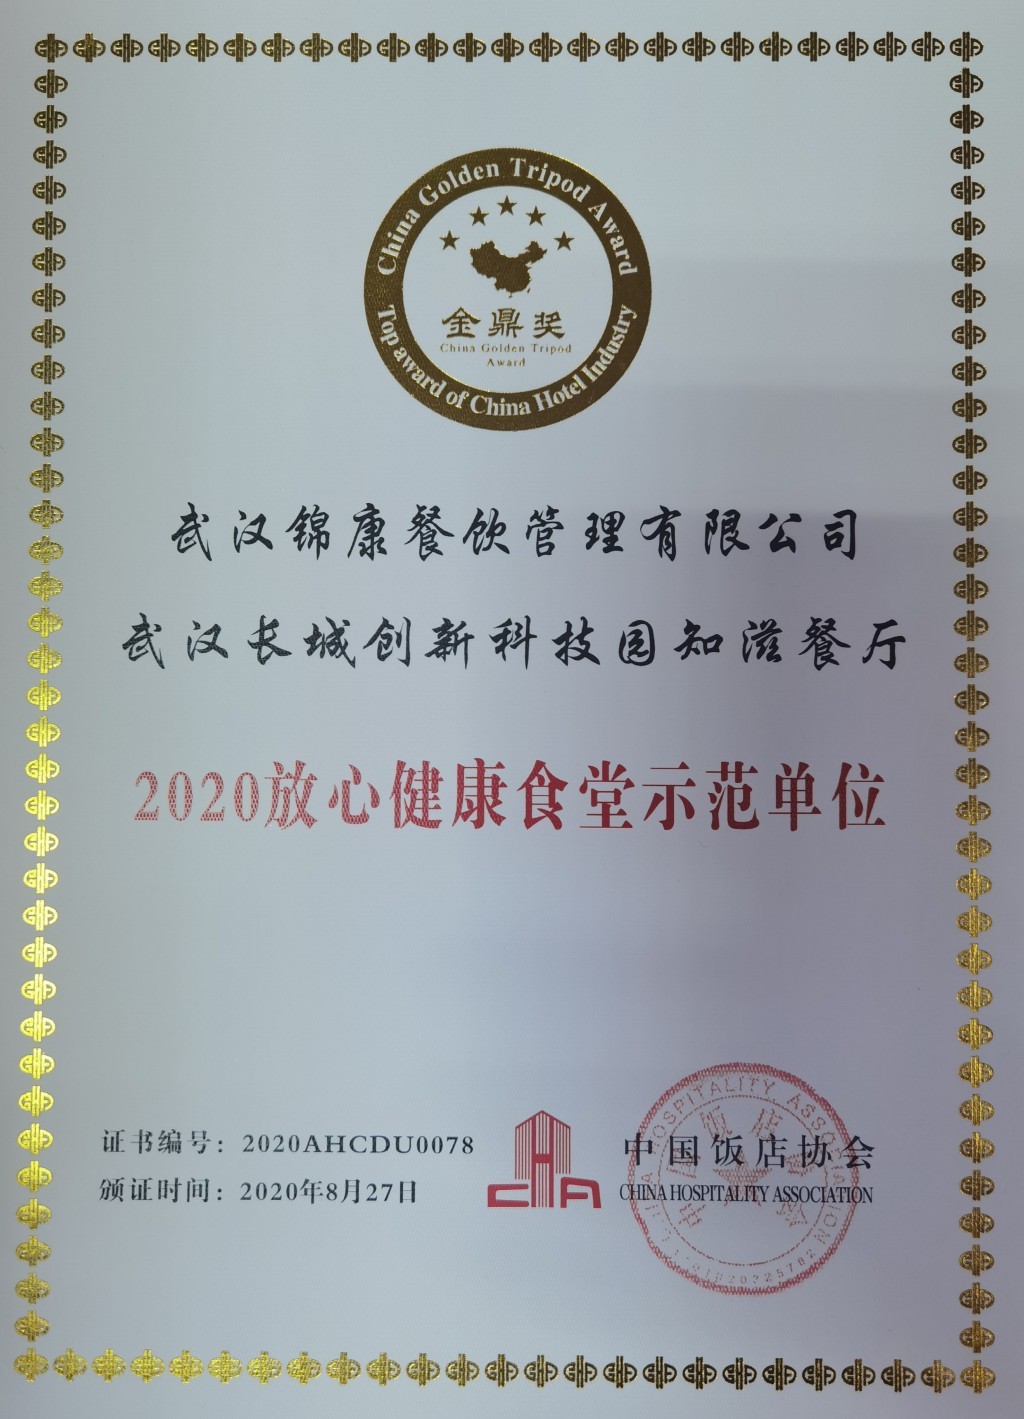 China Golden Tripod Award
金鼎奖
China Golden Tripod
Award
Top award of China Hotel Industry
武汉锦康餐饮管理有限公司
武汉长城创新科技园知滋餐厅
2020放心健康食堂示范单位
证书编号：2020AHCDU0078
颁证时间：2020年8月27日
CHA
中国饭店协会
CHINA HOSPITALITY ASSOCIATION
CHINA HOSPITALITY ASSOCIATION